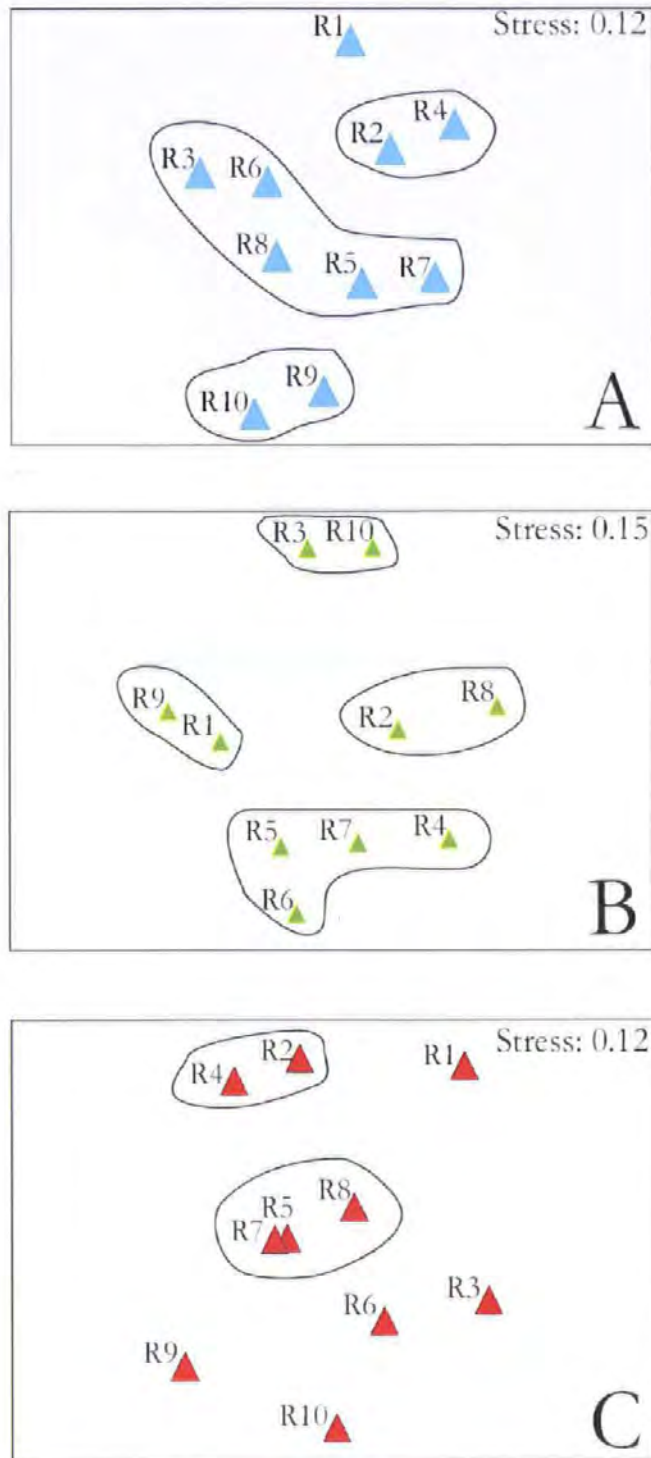 R1 Stress: 0.12
R4
R2
R3 R6
R8 R5 R7
R9
R10
A
R3 R10 Stress: 0.15
R9 R8
R1 R2
R5 R7 R4
R6
B
R2 R1 Stress: 0.12
R4
R8
R5
R7
R3
R6
R9
R10
C